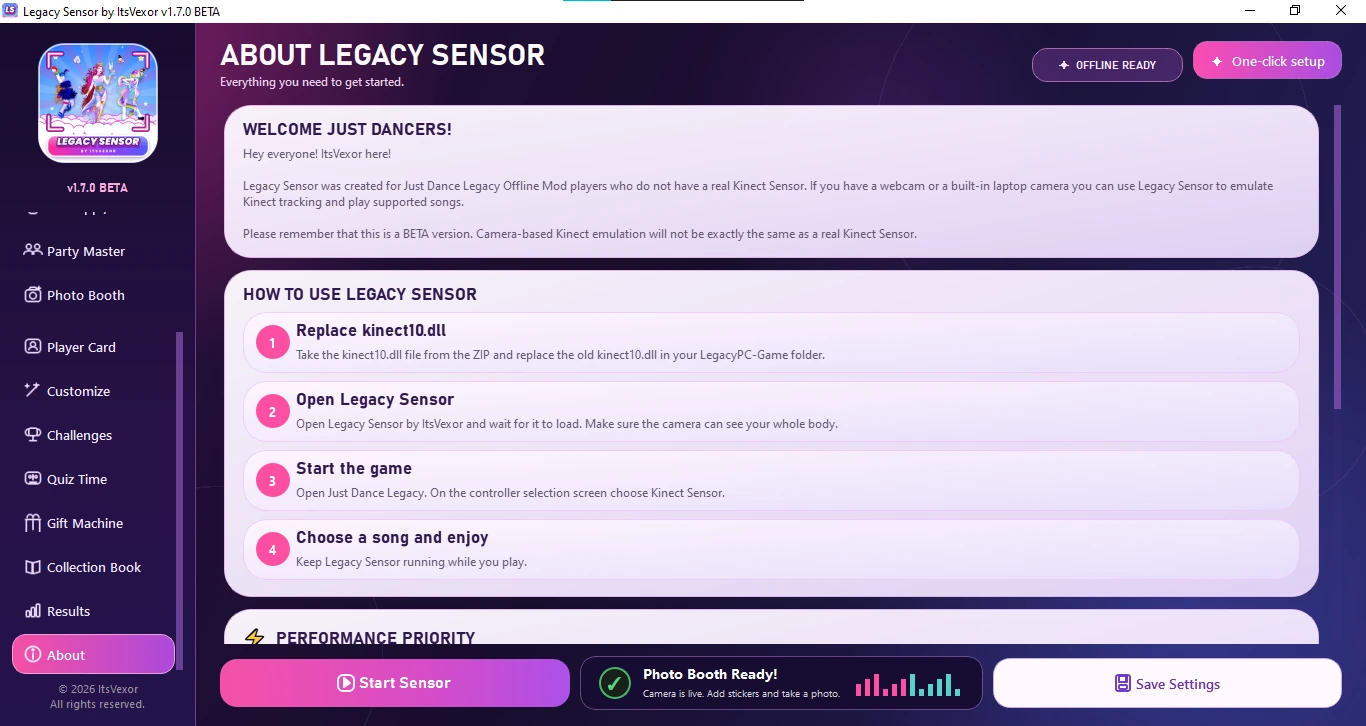 Legacy Sensor by ItsVexor v1.7.0 BETA
LS
LEGACY SENSOR
BY ITSVEXOR
v1.7.0 BETA
Party Master
Photo Booth
Player Card
Customize
Challenges
Quiz Time
Gift Machine
Collection Book
Results
About
© 2026 ItsVexor
All rights reserved.
ABOUT LEGACY SENSOR
Everything you need to get started.
OFFLINE READY
One-click setup
WELCOME JUST DANCERS!
Hey everyone! ItsVexor here!
Legacy Sensor was created for Just Dance Legacy Offline Mod players who do not have a real Kinect Sensor. If you have a webcam or a built-in laptop camera you can use Legacy Sensor to emulate
Kinect tracking and play supported songs.
Please remember that this is a BETA version. Camera-based Kinect emulation will not be exactly the same as a real Kinect Sensor.
HOW TO USE LEGACY SENSOR
1
Replace kinect10.dll
Take the kinect10.dll file from the ZIP and replace the old kinect10.dll in your LegacyPC-Game folder.
2
Open Legacy Sensor
Open Legacy Sensor by ItsVexor and wait for it to load. Make sure the camera can see your whole body.
3
Start the game
Open Just Dance Legacy. On the controller selection screen choose Kinect Sensor.
4
Choose a song and enjoy
Keep Legacy Sensor running while you play.
PERFORMANCE PRIORITY
Start Sensor
Photo Booth Ready!
Camera is live. Add stickers and take a photo.
Save Settings